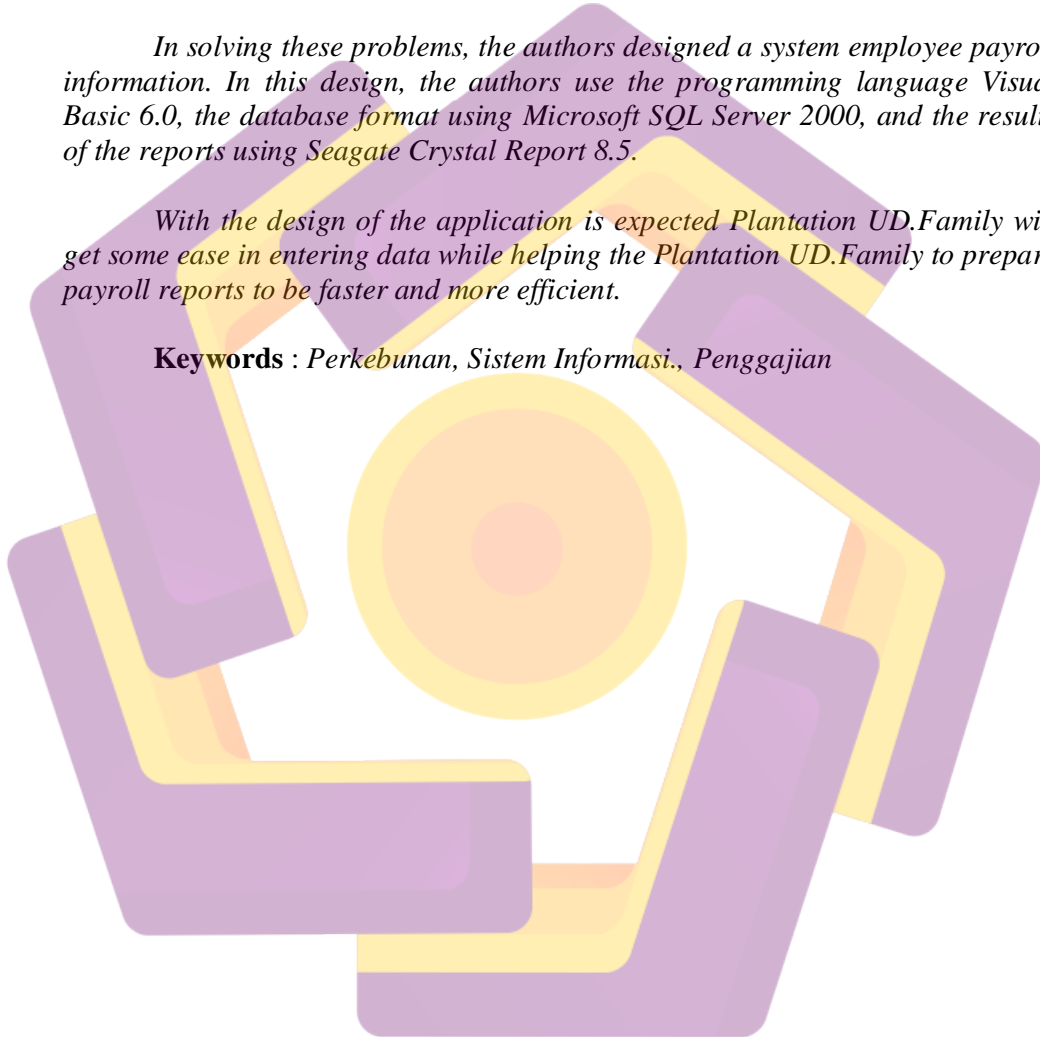 In solving these problems, the authors designed a system employee payro
information. In this design, the authors use the programming language Visua
Basic 6.0, the database format using Microsoft SQL Server 2000, and the result
of the reports using Seagate Crystal Report 8.5.
With the design of the application is expected Plantation UD.Family wi
get some ease in entering data while helping the Plantation UD.Family to prepar
payroll reports to be faster and more efficient.
Keywords : Perkebunan, Sistem Informasi., Penggajian